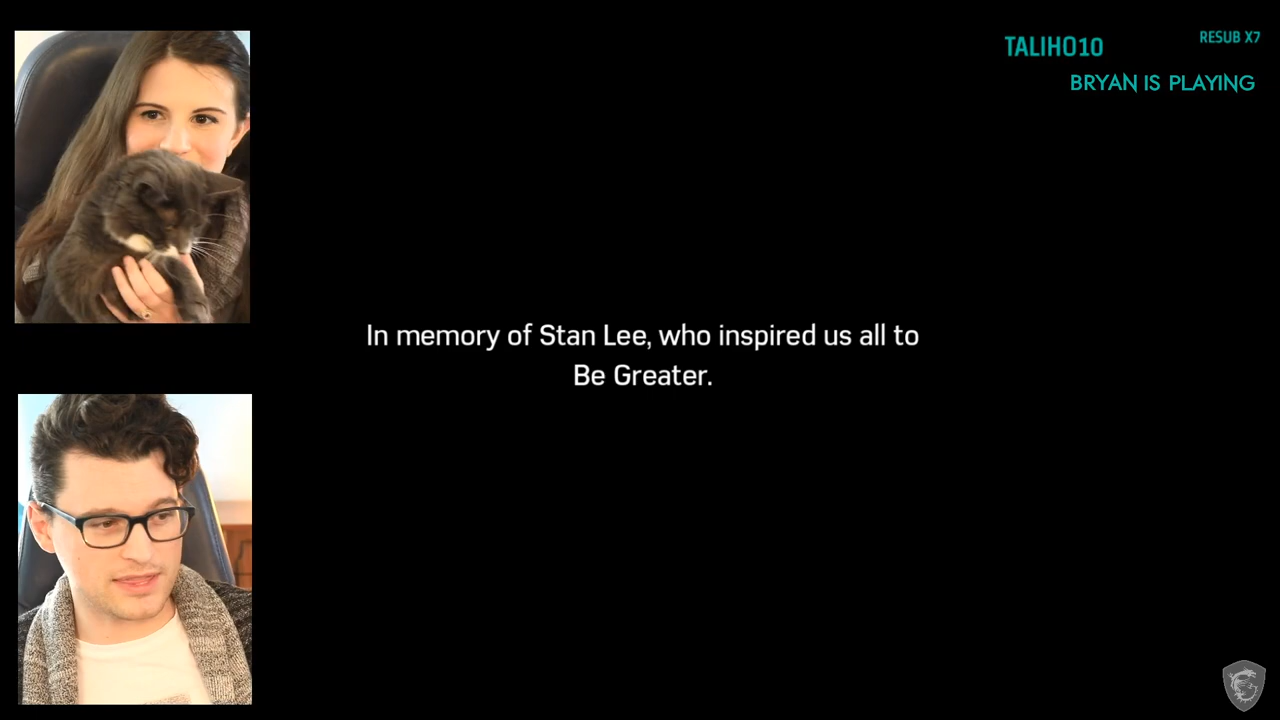 TALIHO10
RESUB X7
BRYAN IS PLAYING
In memory of Stan Lee, who inspired us all to
Be Greater.